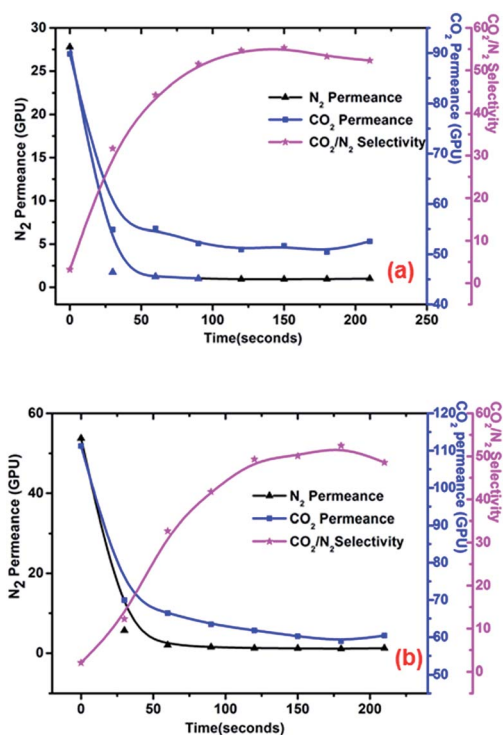 30
25
20
15
10
5
0
N2 Permeance (GPU)
0 50 100 150 200 250
Time(seconds)
90
80
70
60
50
40
CO2 Permeance (GPU)
60
50
40
30
20
10
0
CO2/N2 Selectivity
N2 Permeance
CO2 Permeance
CO2/N2 Selectivity
(a)
60
40
20
0
N2 Permeance (GPU)
0 50 100 150 200
Time(seconds)
120
110
100
90
80
70
60
50
CO2 permeance (GPU)
60
50
40
30
20
10
0
CO2/N2 Selectivity
N2 Permeance
CO2 Permeance
CO2/N2Selectivity
(b)